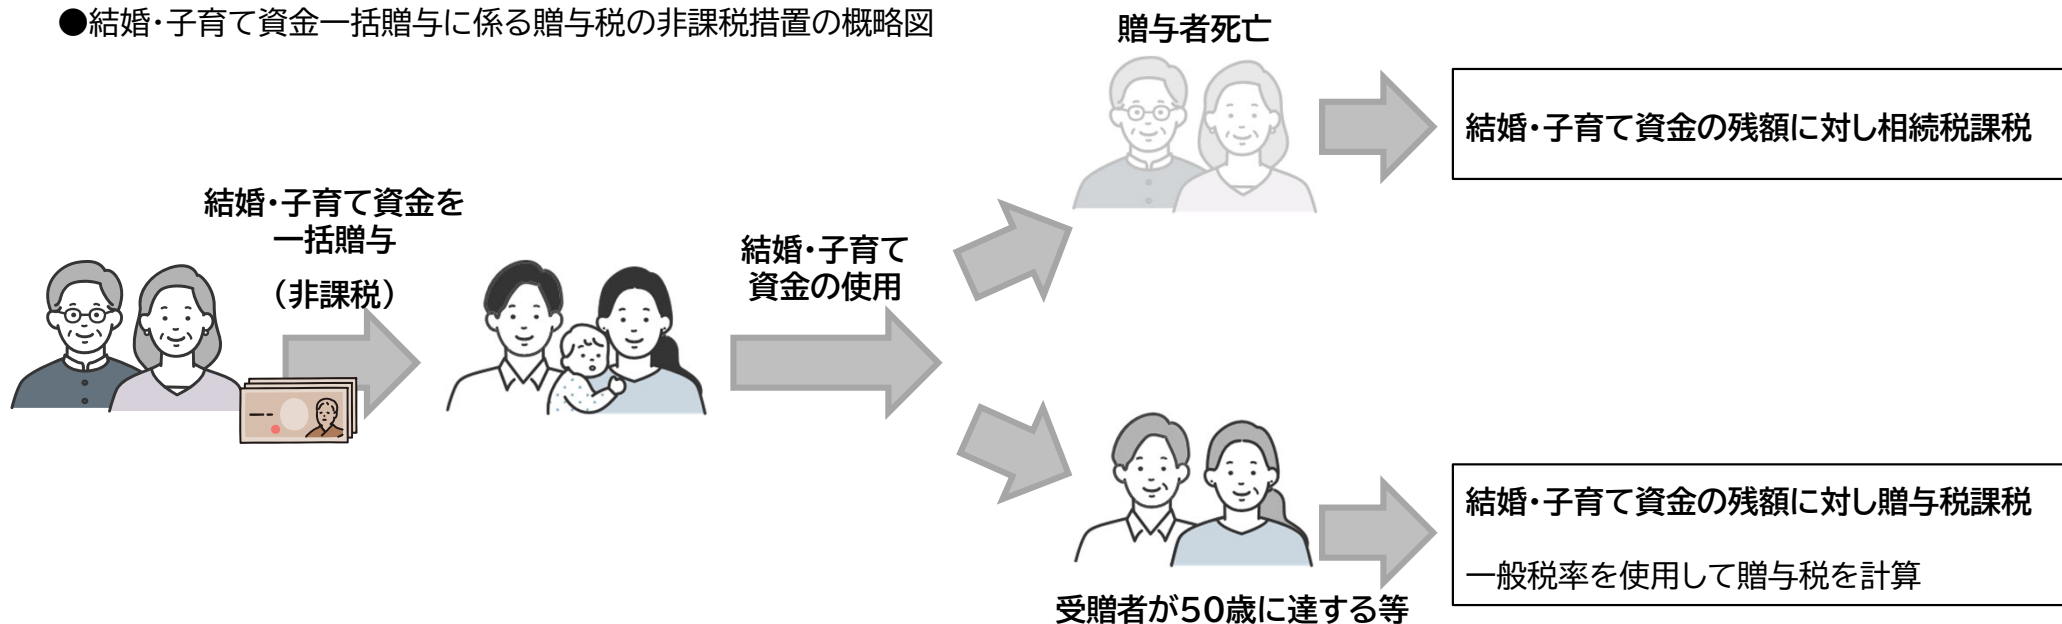 ●結婚・子育て資金一括贈与に係る贈与税の非課税措置の概略図
結婚・子育て資金を
一括贈与
（非課税）
結婚・子育て
資金の使用
贈与者死亡
結婚・子育て資金の残額に対し相続税課税
受贈者が50歳に達する等
結婚・子育て資金の残額に対し贈与税課税
一般税率を使用して贈与税を計算